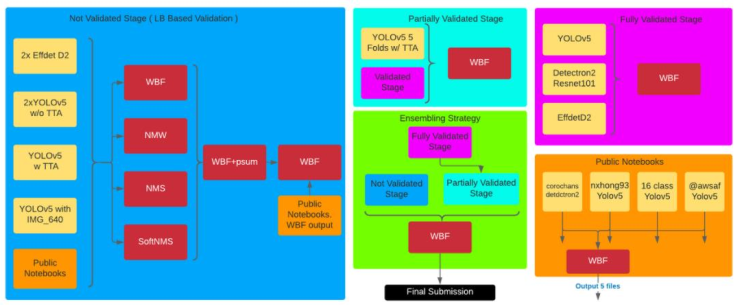 Not Validated Stage ( LB Based Validation )
2x Effdet D2
2xYOLOv5
w/o TTA
YOLOv5
w TTA
YOLOv5 with
IMG_640
Public
Notebooks
WBF
NMW
NMS
SoftNMS
WBF+psum
WBF
Public
Notebooks.
WBF output
Partially Validated Stage
YOLOv5 5
Folds w/ TTA
Validated
Stage
WBF
Ensembling Strategy
Fully Validated
Stage
Not Validated
Stage
Partially Validated
Stage
WBF
Final Submission
Fully Validated Stage
YOLOv5
Detectron2
Resnet101
EffdetD2
WBF
Public Notebooks
corochans
nxhong93
Yolov5
16 class
Yolov5
@awsaf
Yolov5
WBF
Output 5 files